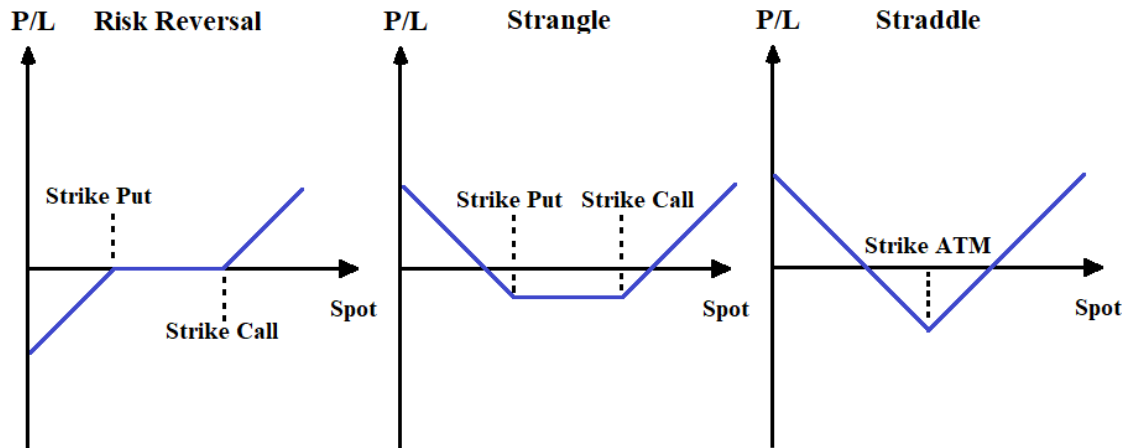 P/L Risk Reversal
Strike Put
Strike Call
Spot
P/L Strangle
Strike Put Strike Call
Spot
P/L Straddle
Strike ATM
Spot